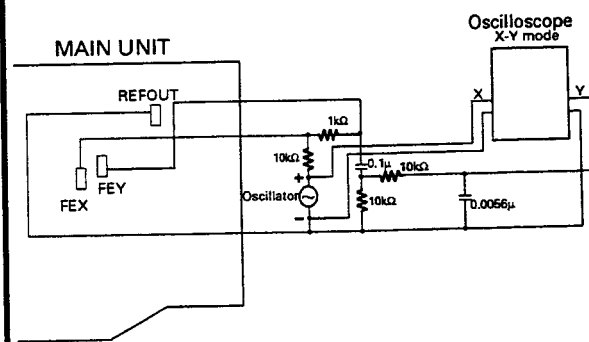 Oscilloscope
X-Y mode
MAIN UNIT
REFOUT
X
Y
1kΩ
10kΩ
0.1μ
10kΩ
FEY
FEX
+
Oscillator
10kΩ
0.0056μ
−